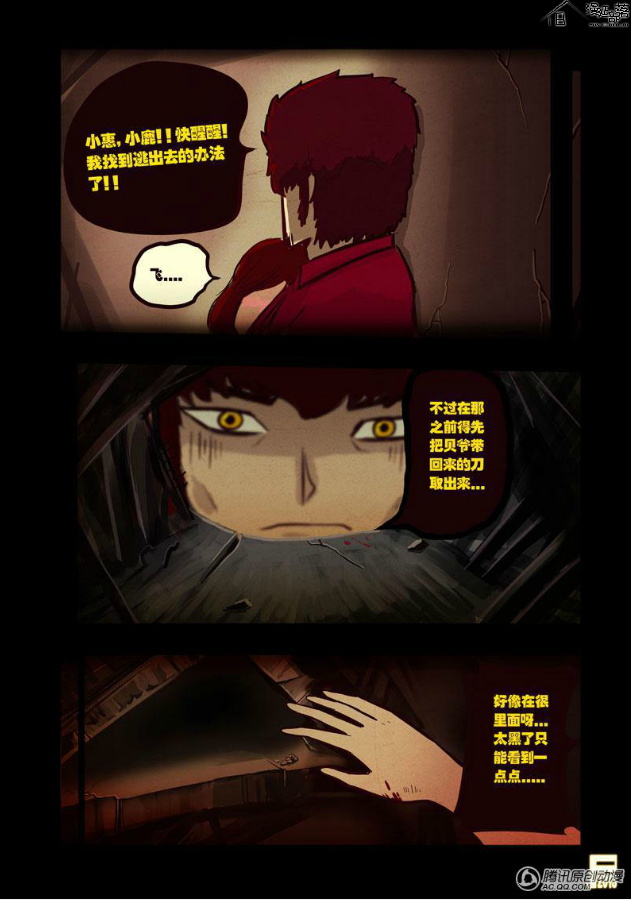 小惠，小鹿！！快醒醒！
我找到逃出去的办法
了！！
飞....
不过在那
之前得先
把贝爷带
回来的刀
取出来...
好像在很
里面呀...
太黑了只
能看到一
点点.....
腾讯原创动漫
AC.QQ.COM